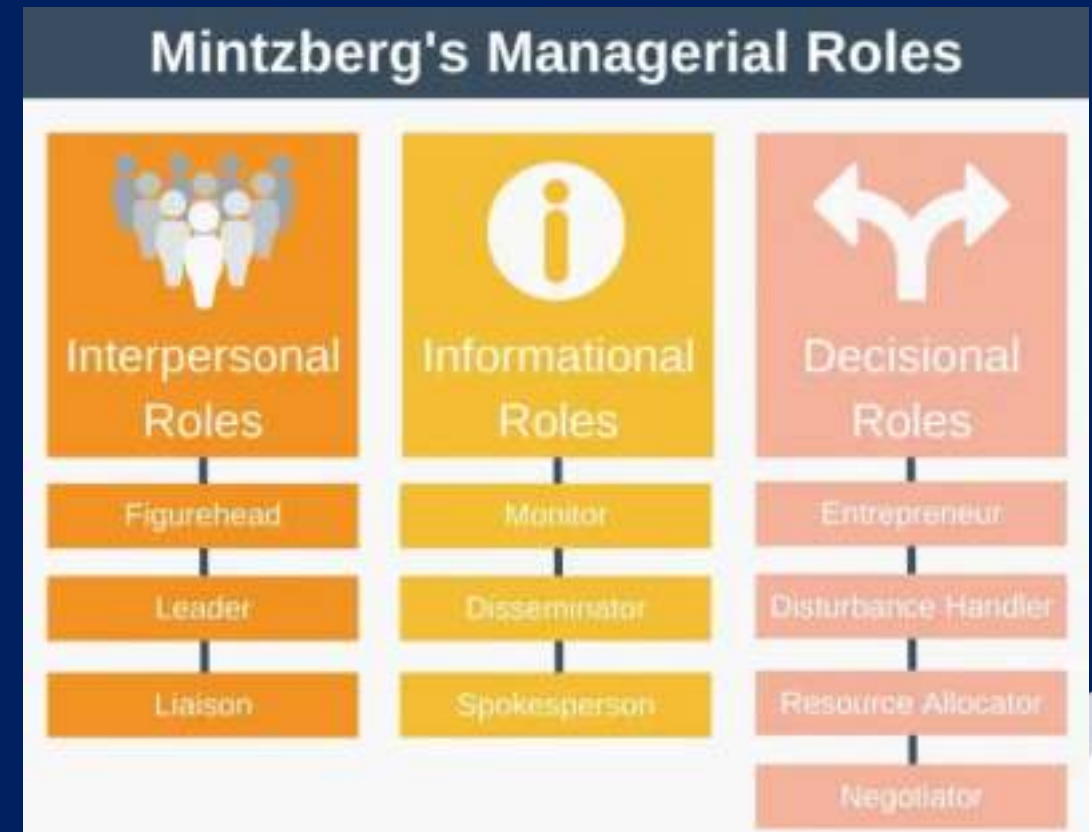 Mintzberg's Managerial Roles
Interpersonal
Roles
Figurehead
Leader
Liaison
Informational
Roles
Monitor
Disseminator
Spokesperson
Decisional
Roles
Entrepreneur
Disturbance Handler
Resource Allocator
Negotiator